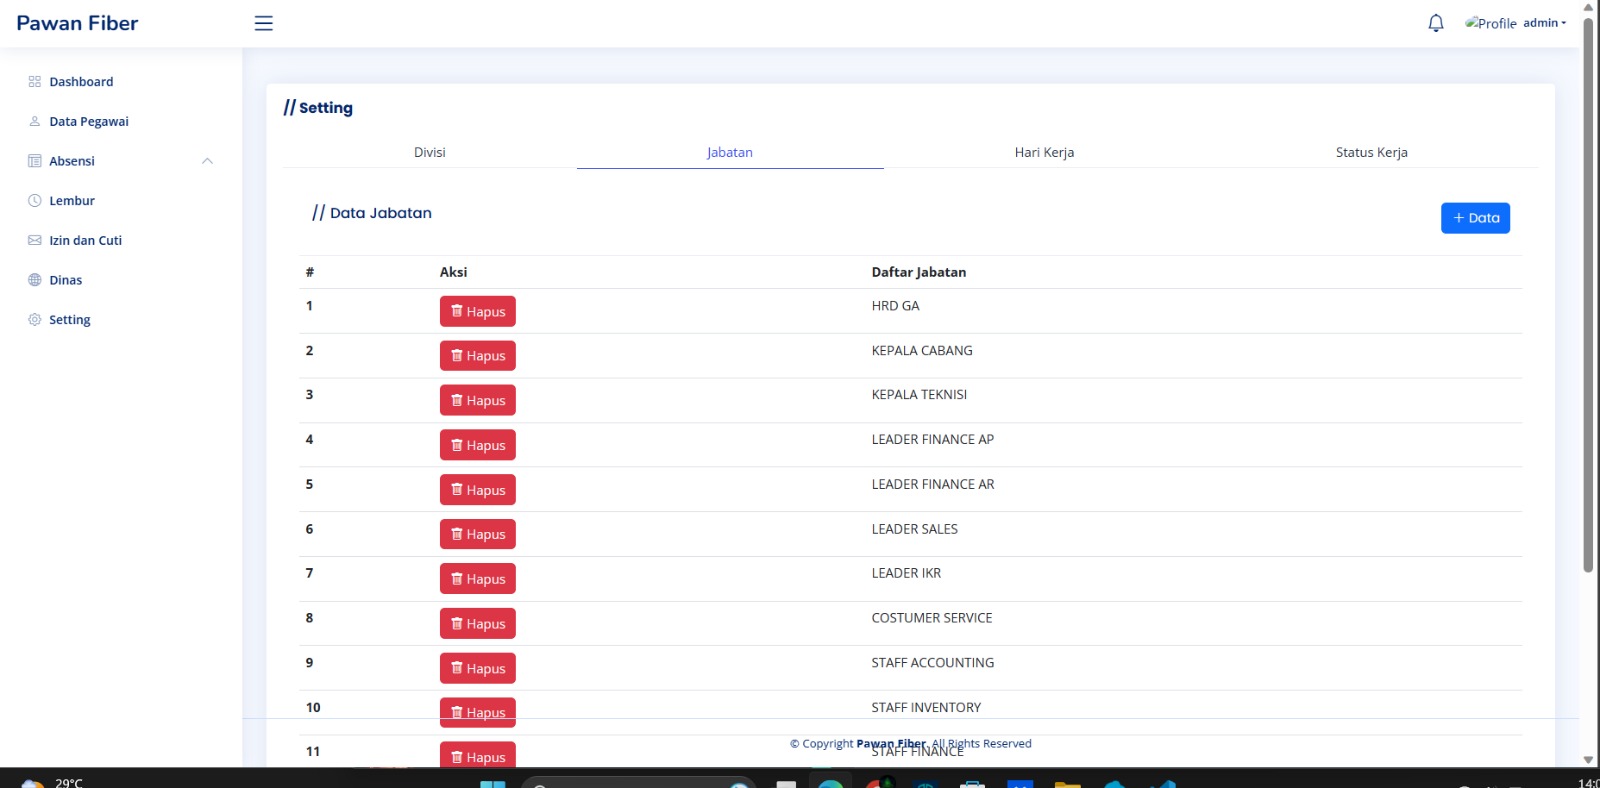 Pawan Fiber
Profile admin
Dashboard
Data Pegawai
Absensi
Lembur
Izin dan Cuti
Dinas
Setting
// Setting
Divisi Jabatan Hari Kerja Status Kerja
// Data Jabatan
+ Data
# Aksi Daftar Jabatan
1 Hapus HRD GA
2 Hapus KEPALA CABANG
3 Hapus KEPALA TEKNISI
4 Hapus LEADER FINANCE AP
5 Hapus LEADER FINANCE AR
6 Hapus LEADER SALES
7 Hapus LEADER IKR
8 Hapus COSTUMER SERVICE
9 Hapus STAFF ACCOUNTING
10 Hapus STAFF INVENTORY
© Copyright Pawan Fiber. All Rights Reserved
11 Hapus STAFF FINANCE
29°C